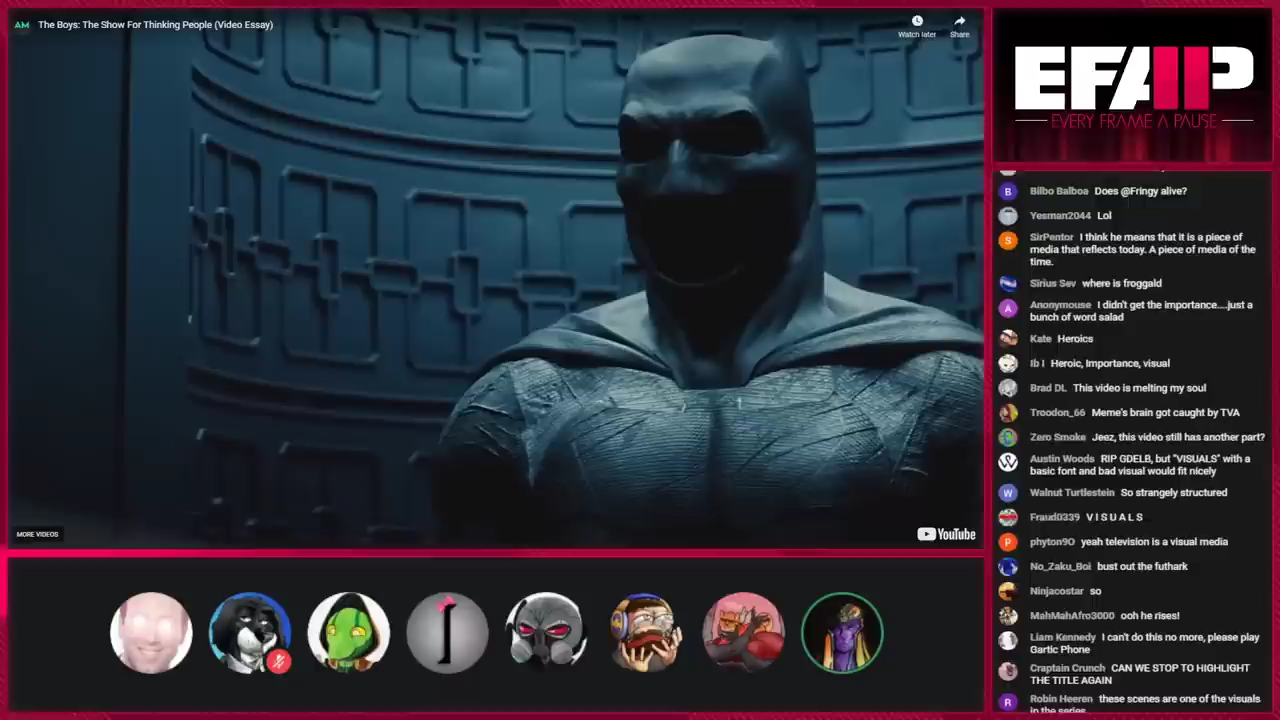 AM The Boys: The Show For Thinking People (Video Essay)
Watch later
Share
MORE VIDEOS
YouTube
EFAP
EVERY FRAME A PAUSE
B Bilbo Balboa Does @Fringy alive?
Yesman2044 Lol
S SirPentor I think he means that it is a piece of
media that reflects today. A piece of media of the
time.
Sirius Sev where is froggald
A Anonymouse I didn't get the importance....just a
bunch of word salad
Kate Heroics
Ib I Heroic, Importance, visual
Brad DL This video is melting my soul
Troodon_66 Meme's brain got caught by TVA
Zero Smoke Jeez, this video still has another part?
W Austin Woods RIP GDELB, but "VISUALS" with a
basic font and bad visual would fit nicely
W Walnut Turtlestein So strangely structured
Fraud0339 V I S U A L S
P phyton90 yeah television is a visual media
No_Zaku_Boi bust out the futhark
Ninjacostar so
MahMahAfro3000 ooh he rises!
Liam Kennedy I can't do this no more, please play
Gartic Phone
Craptain Crunch CAN WE STOP TO HIGHLIGHT
THE TITLE AGAIN
R Robin Heeren these scenes are one of the visuals
in the series